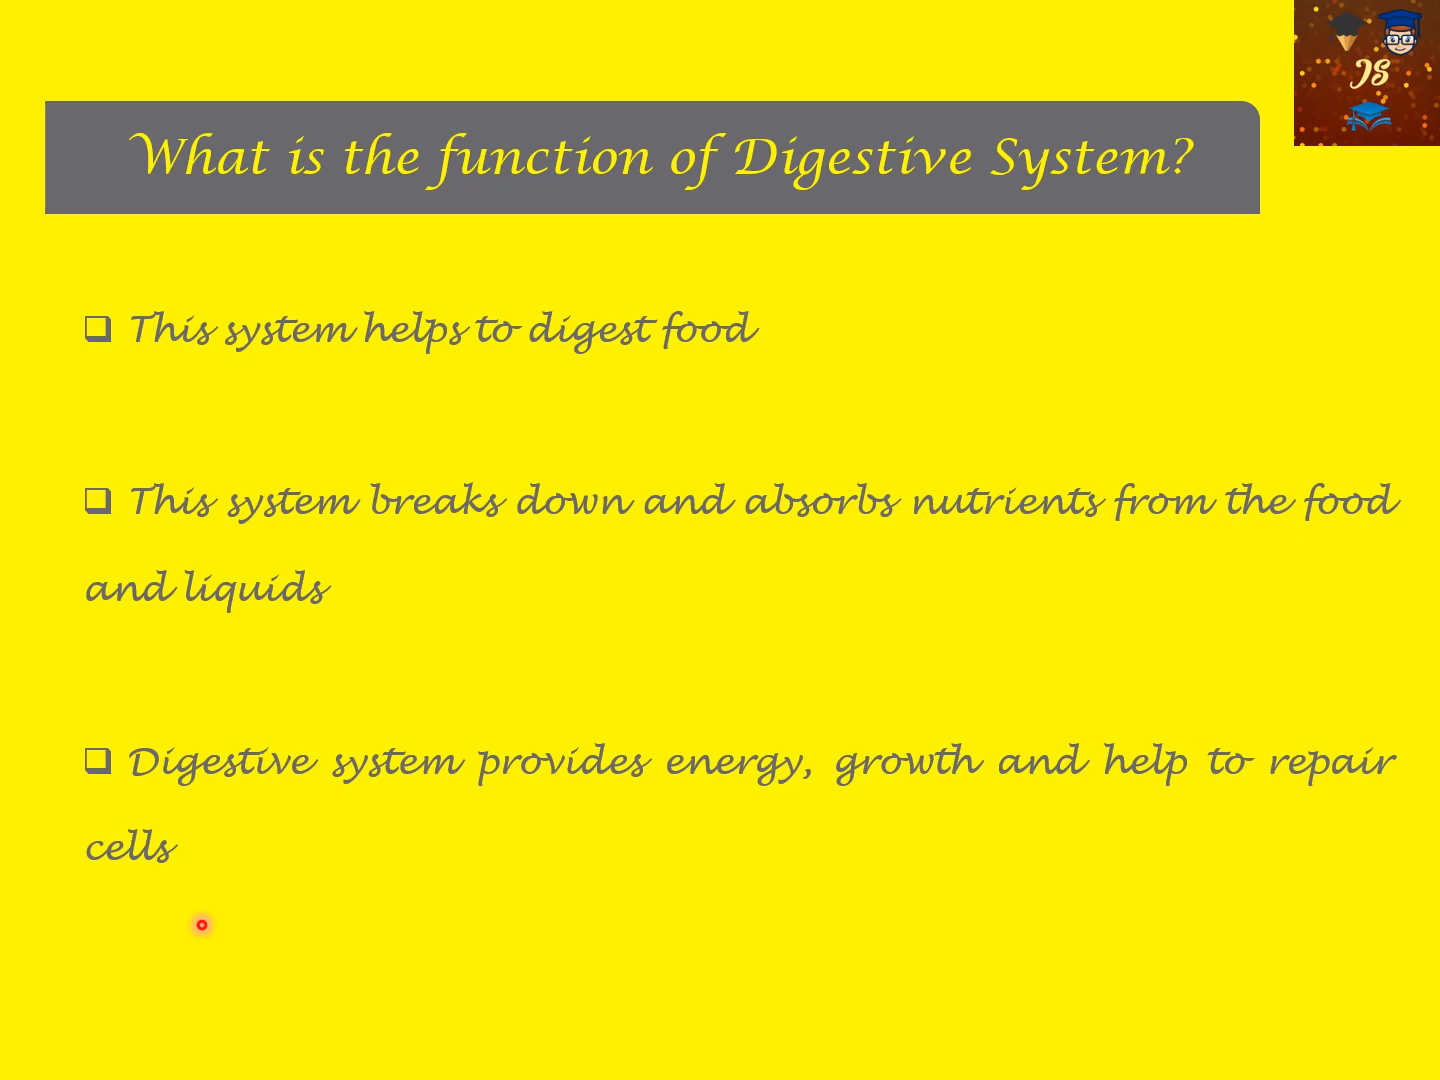 JS
What is the function of Digestive System?
This system helps to digest food
This system breaks down and absorbs nutrients from the food
and liquids
Digestive system provides energy, growth and help to repair
cells